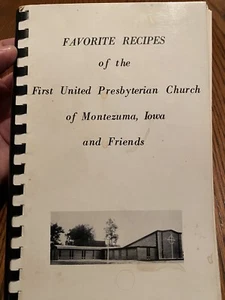 FAVORITE RECIPES
of the
First United Presbyterian Church
of Montezuma, Iowa
and Friends